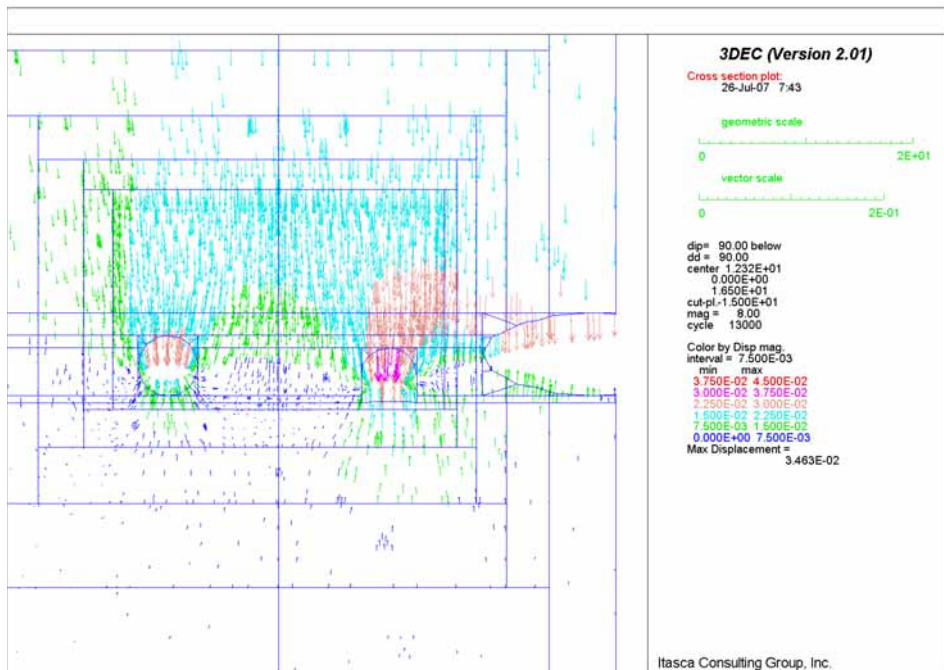 3DEC (Version 2.01)
Cross section plot:
26-Jul-07 7:43
geometric scale
0 2E+01
vector scale
0 2E-01
dip= 90.00 below
dd = 90.00
center 1.232E+01
0.000E+00
1.650E+01
cut-pl.-1.500E+01
mag = 8.00
cycle 13000
Color by Disp mag.
interval = 7.500E-03
min max
3.750E-02 4.500E-02
3.000E-02 3.750E-02
2.250E-02 3.000E-02
1.500E-02 2.250E-02
7.500E-03 1.500E-02
0.000E+00 7.500E-03
Max Displacement =
3.463E-02
Itasca Consulting Group, Inc.